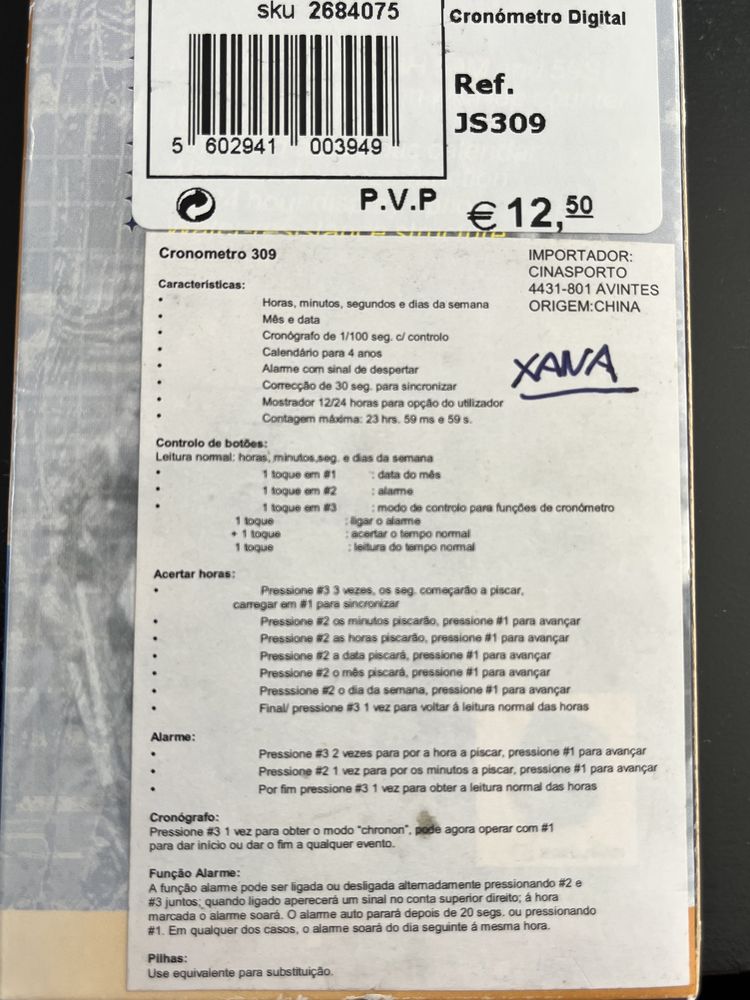 sku 2684075
Cronómetro Digital
Ref.
JS309
5 602941 003949
P.V.P
€ 12,50
Cronometro 309
IMPORTADOR:
CINASPORTO
4431-801 AVINTES
ORIGEM:CHINA
XANA
Características:
• Horas, minutos, segundos e dias da semana
• Mês e data
• Cronógrafo de 1/100 seg. c/ controlo
• Calendário para 4 anos
• Alarme com sinal de despertar
• Correcção de 30 seg. para sincronizar
• Mostrador 12/24 horas para opção do utilizador
• Contagem máxima: 23 hrs. 59 ms e 59 s.
Controlo de botões:
Leitura normal: horas, minutos,seg. e dias da semana
• 1 toque em #1 : data do mês
• 1 toque em #2 : alarme
• 1 toque em #3 : modo de controlo para funções de cronómetro
1 toque : ligar o alarme
+ 1 toque : acertar o tempo normal
1 toque : leitura do tempo normal
Acertar horas:
• Pressione #3 3 vezes, os seg. começarão a piscar,
carregar em #1 para sincronizar
• Pressione #2 os minutos piscarão, pressione #1 para avançar
• Pressione #2 as horas piscarão, pressione #1 para avançar
• Pressione #2 a data piscará, pressione #1 para avançar
• Pressione #2 o mês piscará, pressione #1 para avançar
• Presssione #2 o dia da semana, pressione #1 para avançar
• Final/ pressione #3 1 vez para voltar á leitura normal das horas
Alarme:
• Pressione #3 2 vezes para por a hora a piscar, pressione #1 para avançar
• Pressione #2 1 vez para por os minutos a piscar, pressione #1 para avançar
• Por fim pressione #3 1 vez para obter a leitura normal das horas
Cronógrafo:
Pressione #3 1 vez para obter o modo "chronon", pode agora operar com #1
para dar início ou dar o fim a qualquer evento.
Função Alarme:
A função alarme pode ser ligada ou desligada alternadamente pressionando #2 e
#3 juntos; quando ligado aperecerá um sinal no conta superior direito; á hora
marcada o alarme soará. O alarme auto parará depois de 20 segs. ou pressionando
#1. Em qualquer dos casos, o alarme soará do dia seguinte á mesma hora.
Pilhas:
Use equivalente para substituição.